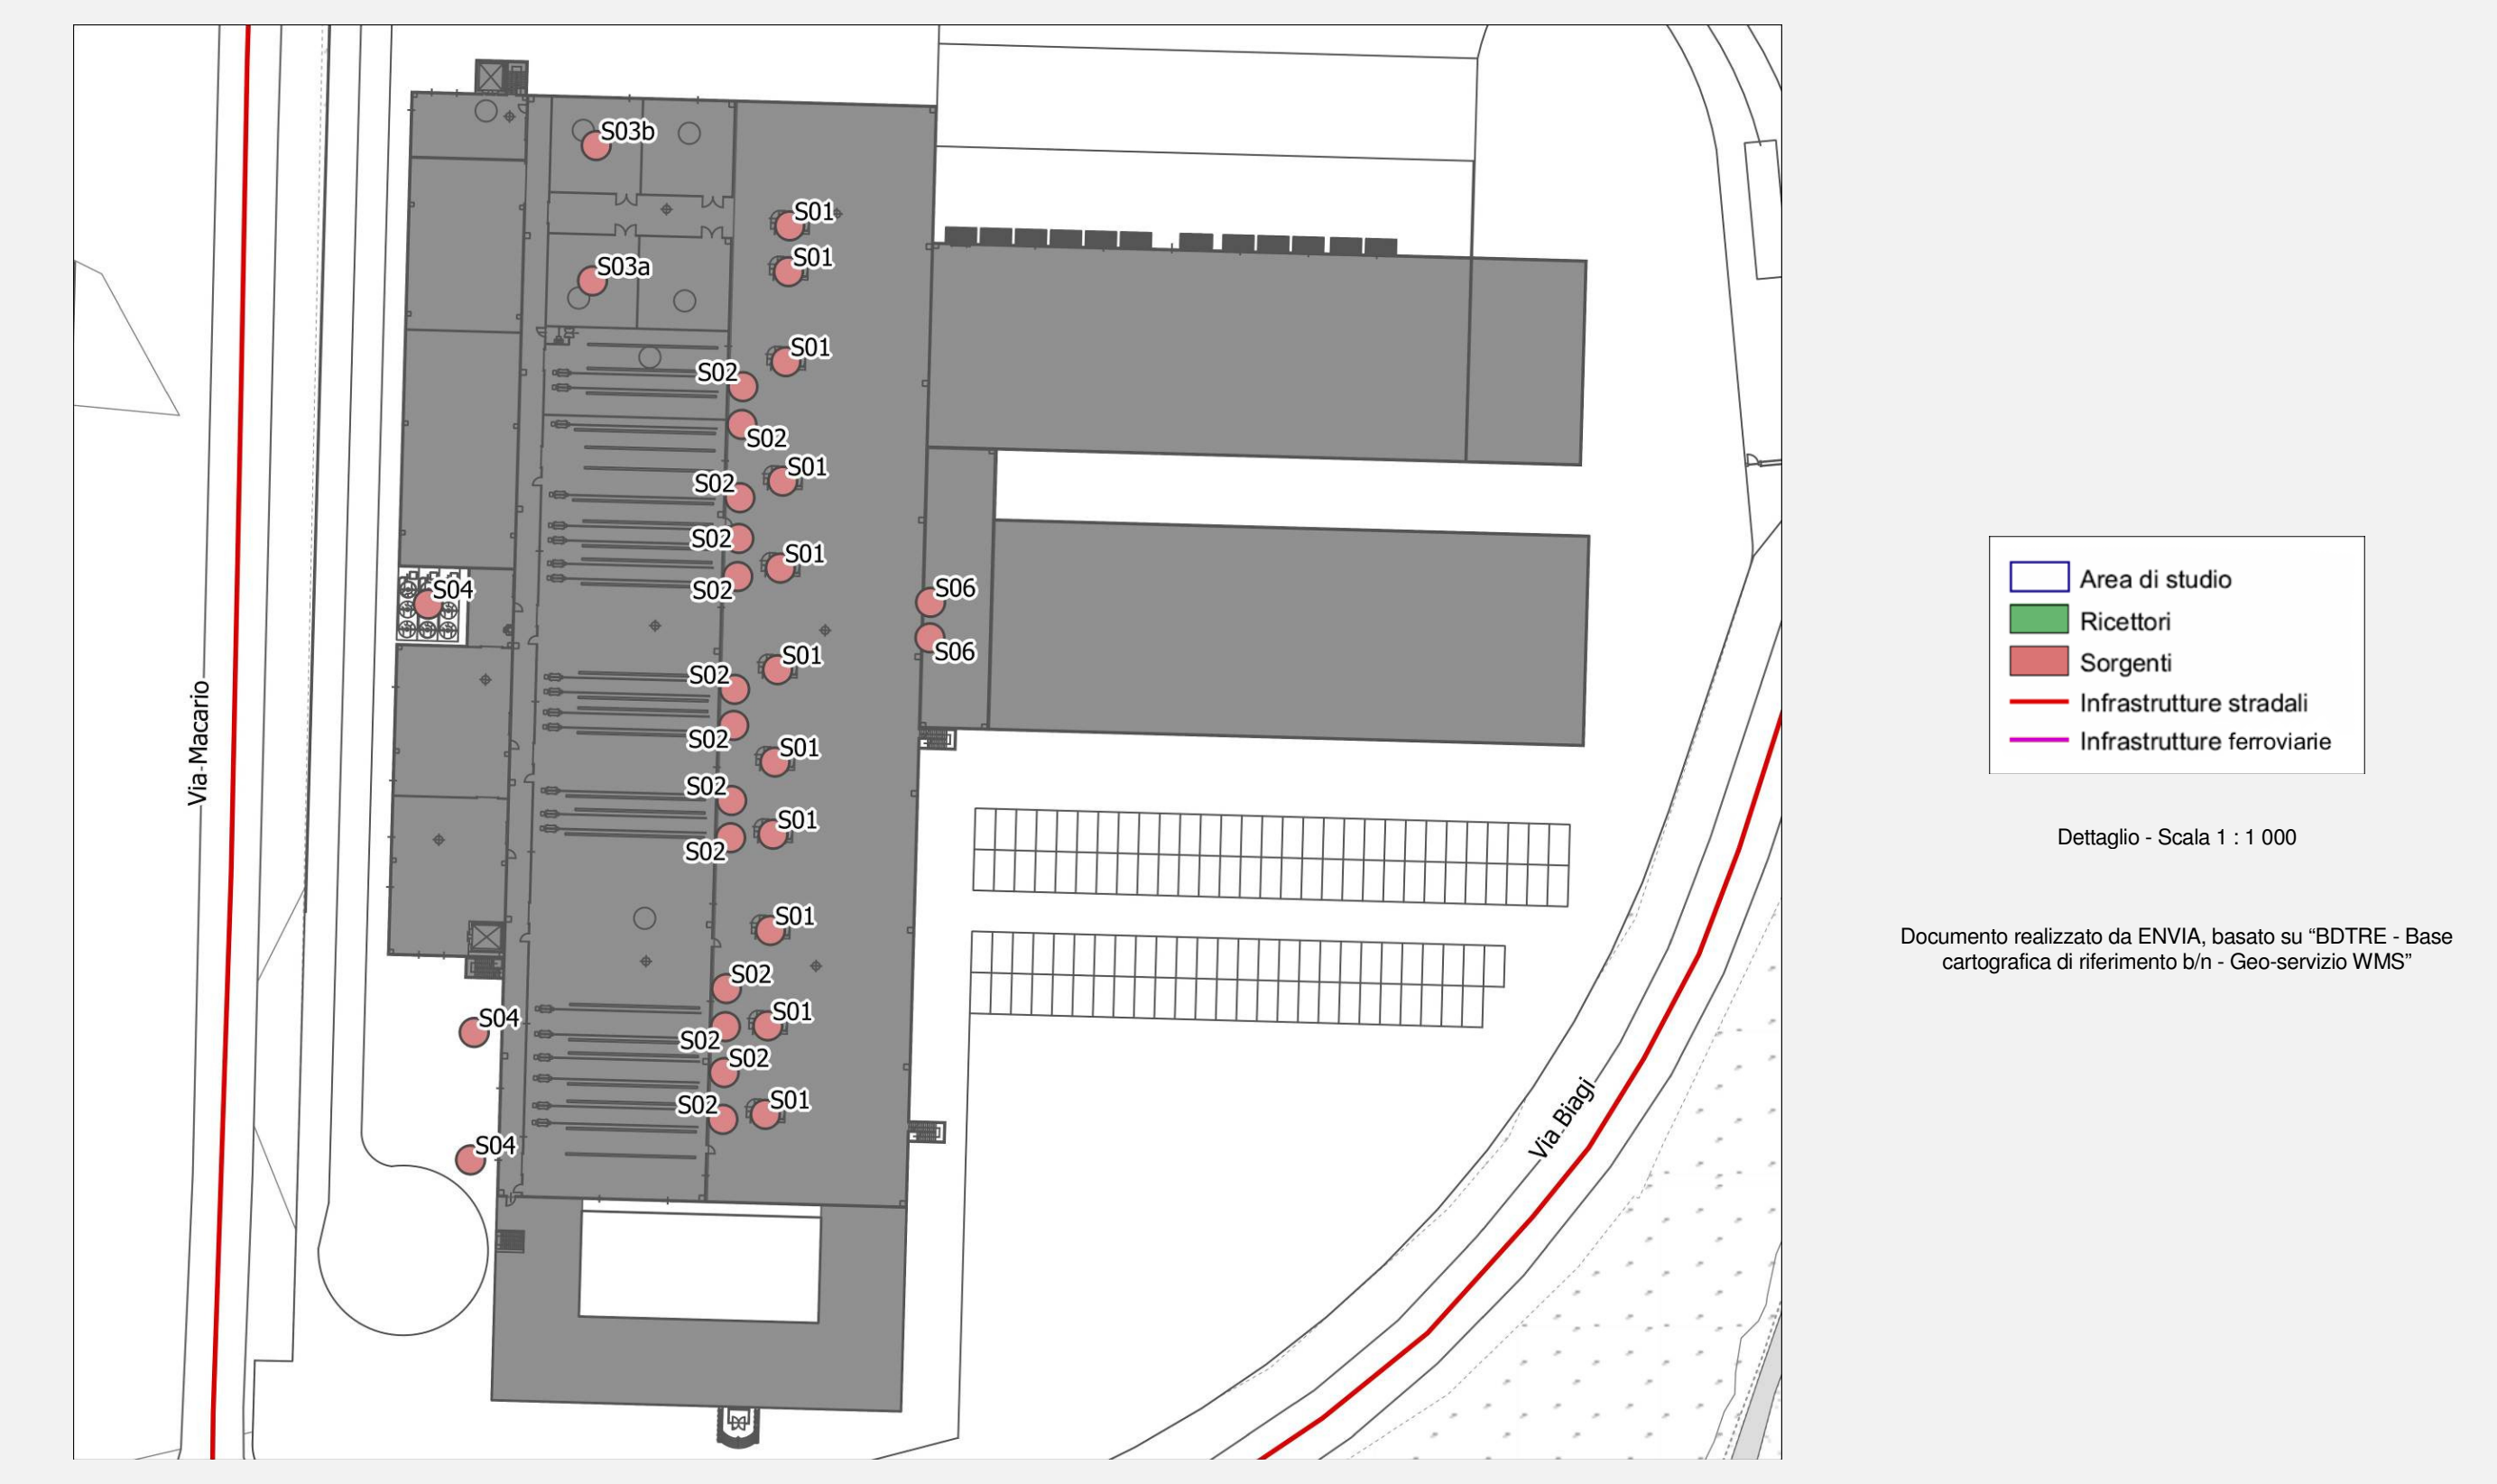 S03b
S01
S03a
S01
S01
S02
S02
S01
S02
S02
S01
S02
S04
S06
S06
S01
S02
S02
S01
S02
S01
S02
S01
S02
S01
S02
S04
S02
S01
S02
S04
Via Macario
Via Biagi
Area di studio
Ricettori
Sorgenti
Infrastrutture stradali
Infrastrutture ferroviarie
Dettaglio - Scala 1 : 1 000
Documento realizzato da ENVIA, basato su “BDTRE - Base
cartografica di riferimento b/n - Geo-servizio WMS”